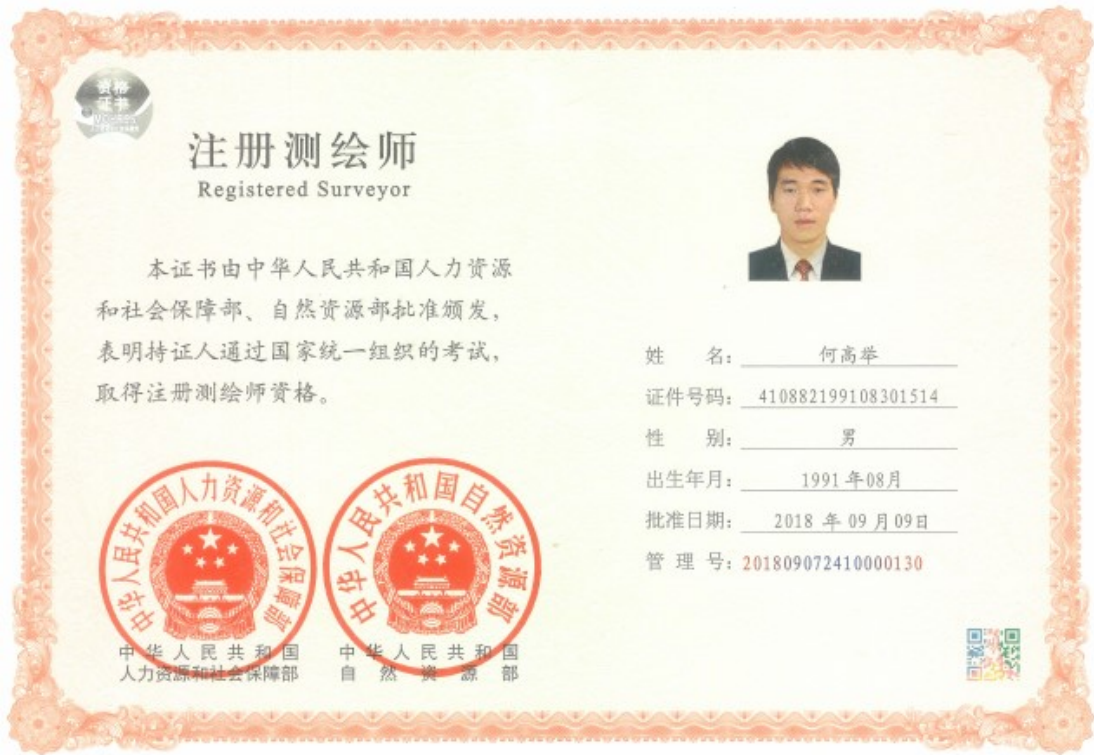 资格
证书
注册测绘师
Registered Surveyor
本证书由中华人民共和国人力资源
和社会保障部、自然资源部批准颁发，
表明持证人通过国家统一组织的考试，
取得注册测绘师资格。
姓 名：何高举
证件号码：410882199108301514
性 别：男
出生年月：1991年08月
批准日期：2018 年 09 月 09日
管 理 号：201809072410000130
中华人民共和国人力资源和社会保障部
中华人民共和国自然资源部
中华人民共和国
人力资源和社会保障部
中华人民共和国
自然资源部